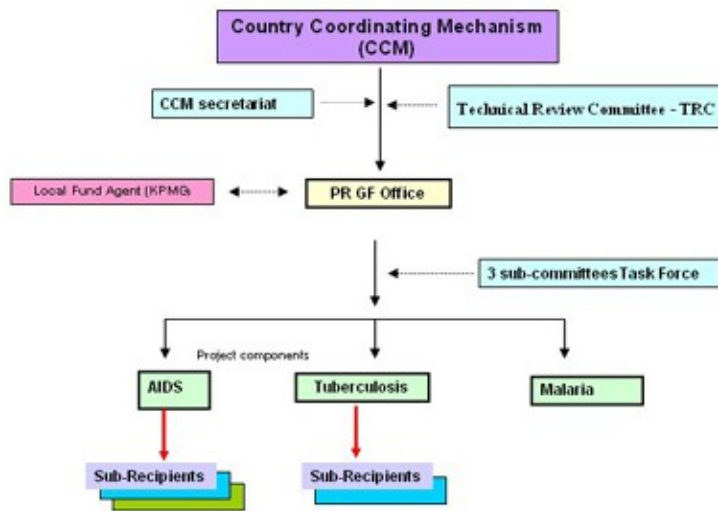 Country Coordinating Mechanism
(CCM)
CCM secretariat
Technical Review Committee - TRC
Local Fund Agent (KPMG)
PR GF Office
3 sub-committees Task Force
Project components
AIDS
Tuberculosis
Malaria
Sub-Recipients
Sub-Recipients